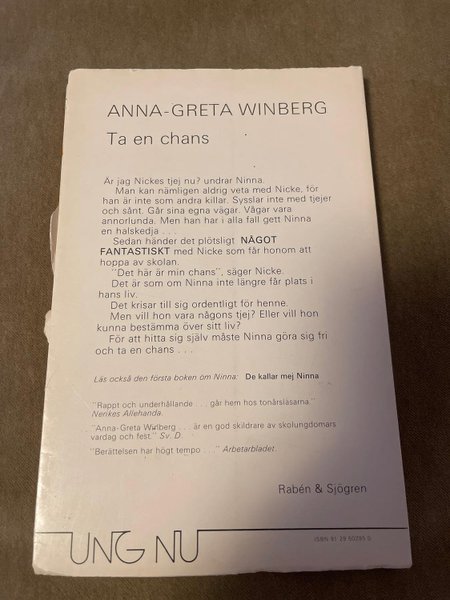 ANNA-GRETA WINBERG
Ta en chans
Är jag Nickes tjej nu? undrar Ninna.
Man kan nämligen aldrig veta med Nicke, för
han är inte som andra killar. Sysslar inte med tjejer
och sånt. Går sina egna vägar. Vågar vara
annorlunda. Men han har i alla fall gett Ninna
en halskedja . . .
Sedan händer det plötsligt NÅGOT
FANTASTISKT med Nicke som får honom att
hoppa av skolan.
"Det här är min chans", säger Nicke.
Det är som om Ninna inte längre får plats i
hans liv.
Det krisar till sig ordentligt för henne.
Men vill hon vara någons tjej? Eller vill hon
kunna bestämma över sitt liv?
För att hitta sig själv måste Ninna göra sig fri
och ta en chans . . .
Läs också den första boken om Ninna: De kallar mej Ninna
"Rappt och underhållande . . . går hem hos tonårsläsarna."
Nerikes Allehanda.
"Anna-Greta Winberg . . . är en god skildrare av skolungdomars
vardag och fest." Sv. D.
"Berättelsen har högt tempo . . ." Arbetarbladet.
Rabén & Sjögren
UNG NU
ISBN 91 29 50295 0